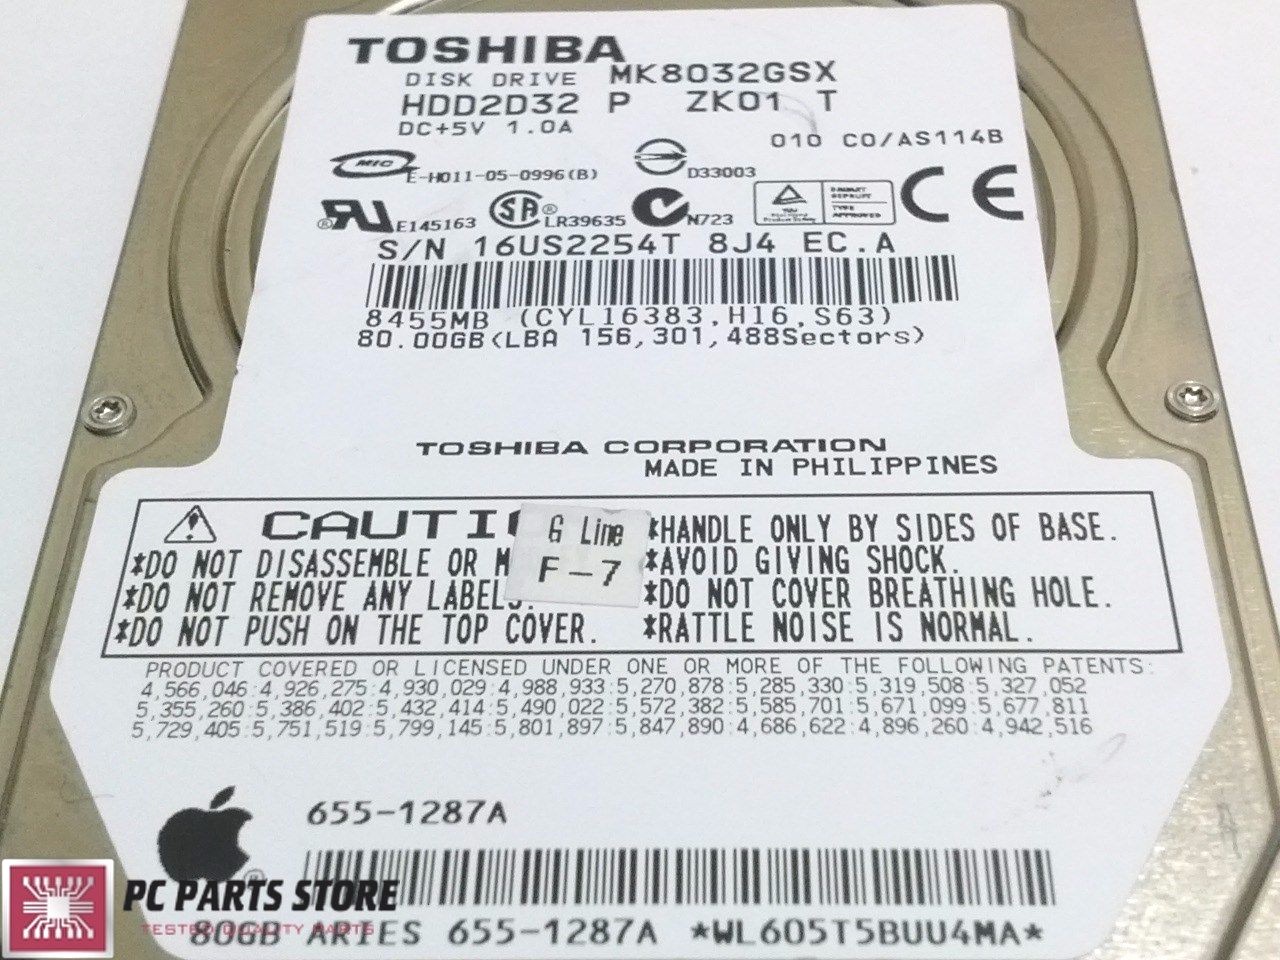 TOSHIBA
DISK DRIVE MK8032GSX
HDD2D32 P ZK01 T
DC+5V 1.0A
010 C0/AS114B
MIC E-H011-05-0996(B) D33003
® E145163 ® LR39635 N723 CE
S/N 16US2254T 8J4 EC.A
8455MB (CYL16383,H16,S63)
80.00GB(LBA 156,301,488Sectors)
TOSHIBA CORPORATION
MADE IN PHILIPPINES
6 Line
F-7
*DO NOT DISASSEMBLE OR
*DO NOT REMOVE ANY
*DO NOT PUSH ON THE TOP COVER.
*HANDLE ONLY BY SIDES OF BASE.
*AVOID GIVING SHOCK.
*DO NOT COVER BREATHING HOLE.
*RATTLE NOISE IS NORMAL.
PRODUCT COVERED OR LICENSED UNDER ONE OR MORE OF THE FOLLOWING PATENTS:
4,566,046:4,926,275:4,930,029:4,988,933:5,270,878:5,285,330:5,319,508:5,327,052
5,355,260:5,386,402:5,432,414:5,490,022:5,572,382:5,585,701:5,671,099:5,677,811
5,729,405:5,751,519:5,799,145:5,801,897:5,847,890:4,686,622:4,896,260:4,942,516
655-1287A
80GB ARIES 655-1287A *WL605T5BUU4MA*
PC PARTS STORE
TESTED QUALITY PARTS